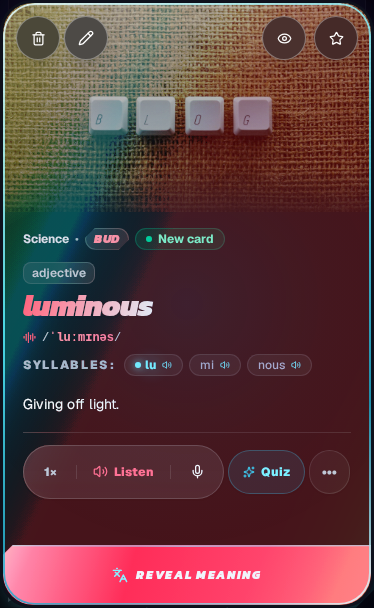 B L O G
Science • BUD New card
adjective
luminous
/ˈluːmɪnəs/
SYLLABLES: lu mi nous
Giving off light.
1× Listen Quiz
REVEAL MEANING